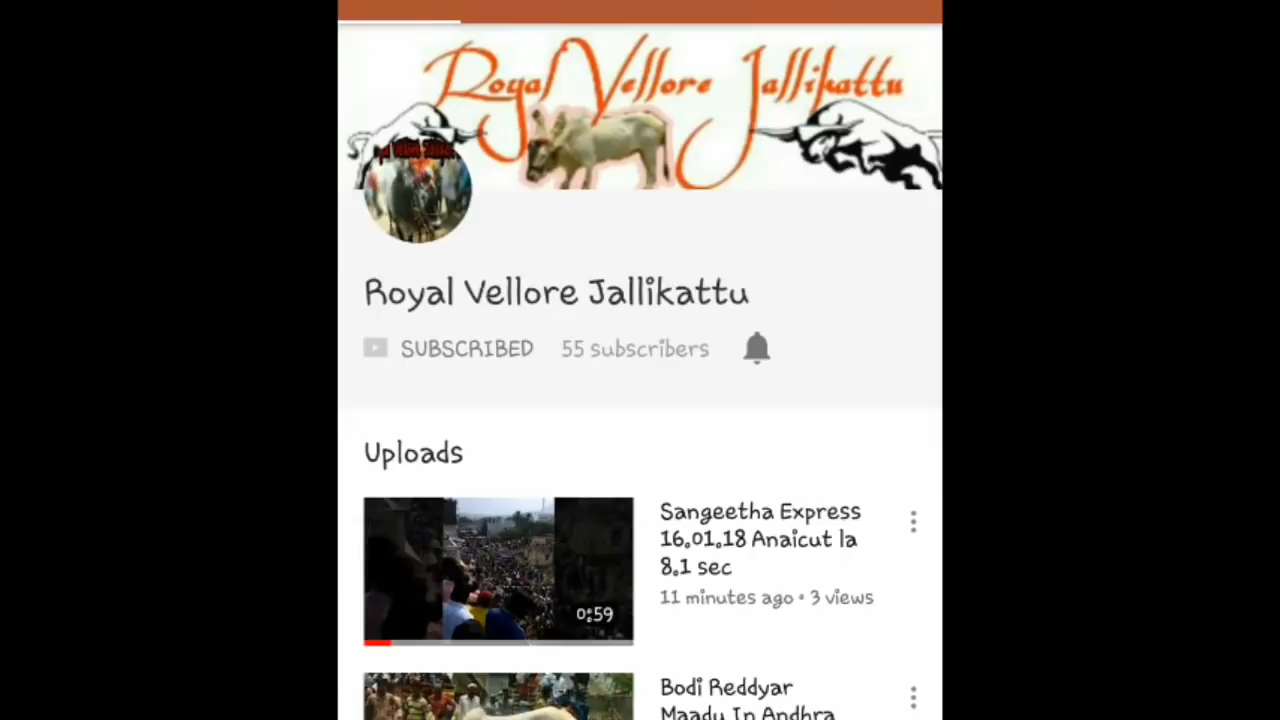 Royal Vellore Jallikattu
Royal Vellore Jallikattu
SUBSCRIBED 55 subscribers
Uploads
Sangeetha Express
16.01.18 Anaicut la
8.1 sec
11 minutes ago • 3 views
0:59
Bodi Reddyar
Maadu In Andhra